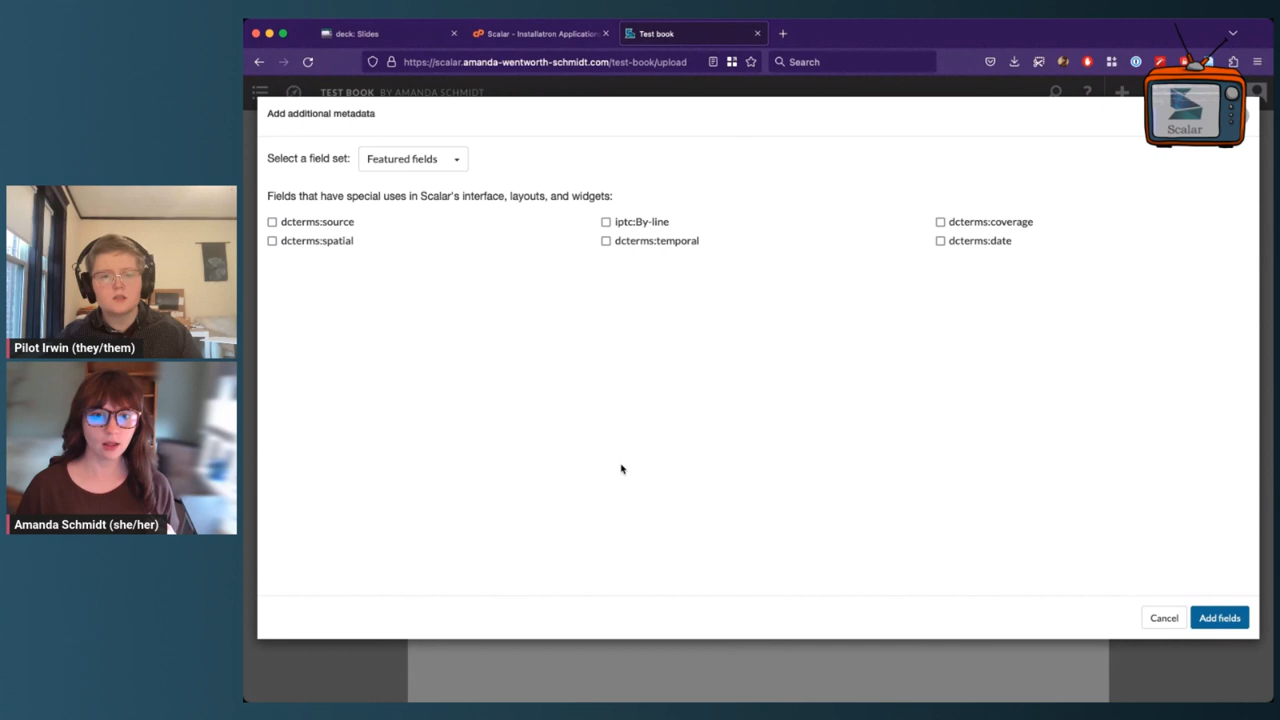 deck: Slides
Scalar - Installatron Application
Test book
https://scalar.amanda-wentworth-schmidt.com/test-book/upload
Search
TEST BOOK BY AMANDA SCHMIDT
Scalar
Add additional metadata
Select a field set: Featured fields
Fields that have special uses in Scalar's interface, layouts, and widgets:
dcterms:source
iptc:By-line
dcterms:coverage
dcterms:spatial
dcterms:temporal
dcterms:date
Pilot Irwin (they/them)
Amanda Schmidt (she/her)
Cancel
Add fields